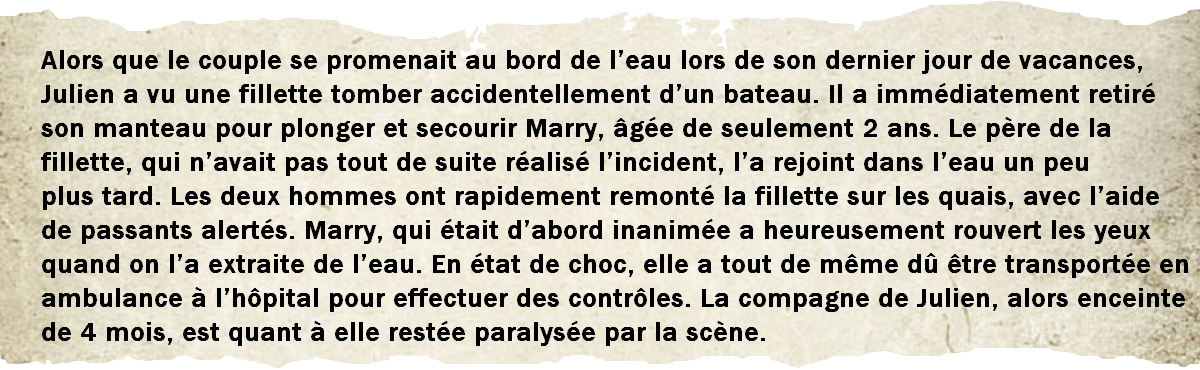 Alors que le couple se promenait au bord de l'eau lors de son dernier jour de vacances,
Julien a vu une fillette tomber accidentellement d'un bateau. Il a immédiatement retiré
son manteau pour plonger et secourir Marry, âgée de seulement 2 ans. Le père de la
fillette, qui n'avait pas tout de suite réalisé l'incident, l'a rejoint dans l'eau un peu
plus tard. Les deux hommes ont rapidement remonté la fillette sur les quais, avec l'aide
de passants alertés. Marry, qui était d'abord inanimée a heureusement rouvert les yeux
quand on l'a extraite de l'eau. En état de choc, elle a tout de même dû être transportée en
ambulance à l'hôpital pour effectuer des contrôles. La compagne de Julien, alors enceinte
de 4 mois, est quant à elle restée paralysée par la scène.